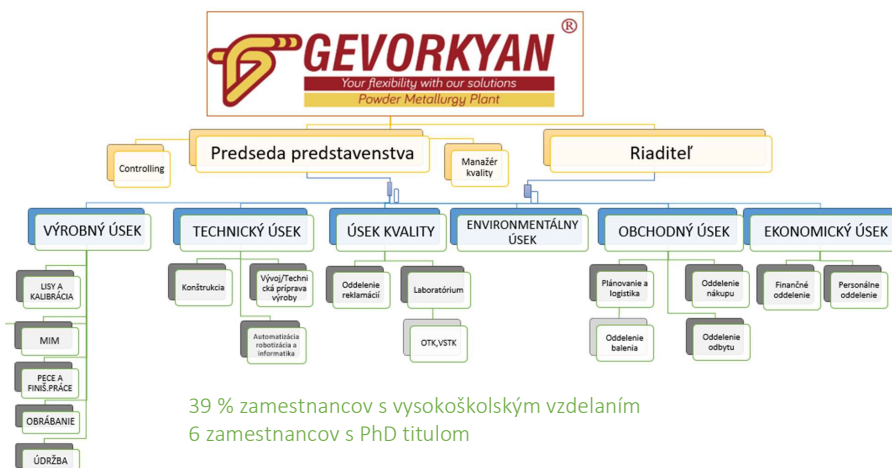 GEVORKYAN ®
Your flexibility with our solutions
Powder Metallurgy Plant
Predseda predstavenstva
Riaditeľ
Controlling
Manažér
kvality
VÝROBNÝ ÚSEK
TECHNICKÝ ÚSEK
ÚSEK KVALITY
ENVIRONMENTÁLNY
ÚSEK
OBCHODNÝ ÚSEK
EKONOMICKÝ ÚSEK
LISY A
KALIBRÁCIA
MIM
PECE A
FINIŠ.PRÁCE
OBRÁBANIE
ÚDRŽBA
Konštrukcia
Vývoj/Techni
cká príprava
výroby
Automatizácia
robotizácia a
informatika
Oddelenie
reklamácií
Laboratórium
OTK,VSTK
Plánovanie a
logistika
Oddelenie
nákupu
Oddelenie
balenia
Oddelenie
odbytu
Finančné
oddelenie
Personálne
oddelenie
39 % zamestnancov s vysokoškolským vzdelaním
6 zamestnancov s PhD titulom